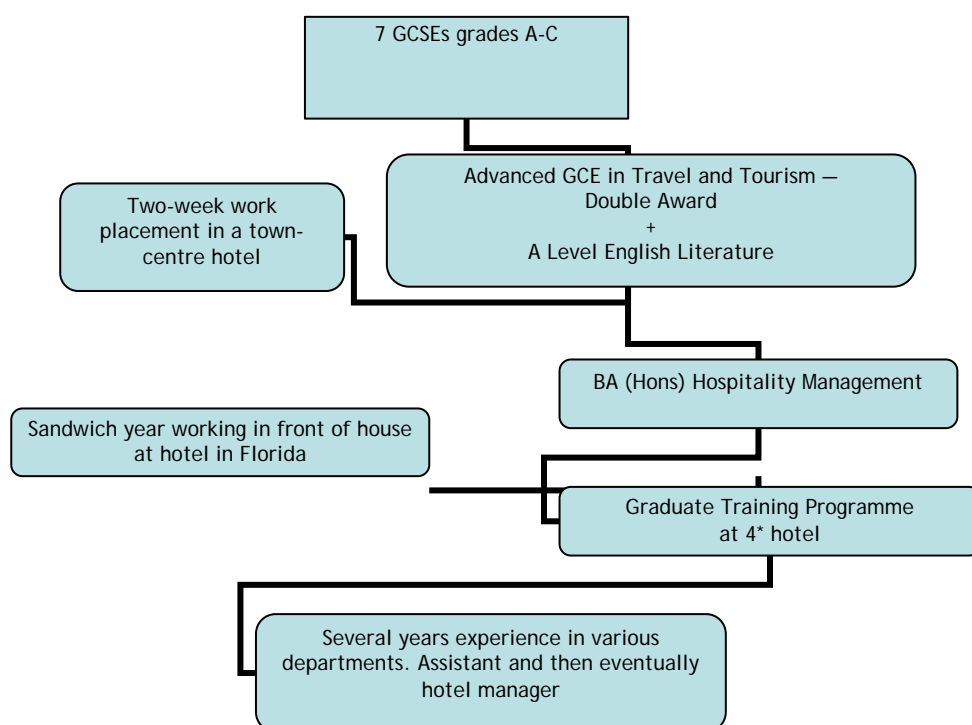 7 GCSEs grades A-C
Advanced GCE in Travel and Tourism —
Double Award
+
A Level English Literature
Two-week work
placement in a town-
centre hotel
BA (Hons) Hospitality Management
Sandwich year working in front of house
at hotel in Florida
Graduate Training Programme
at 4* hotel
Several years experience in various
departments. Assistant and then eventually
hotel manager